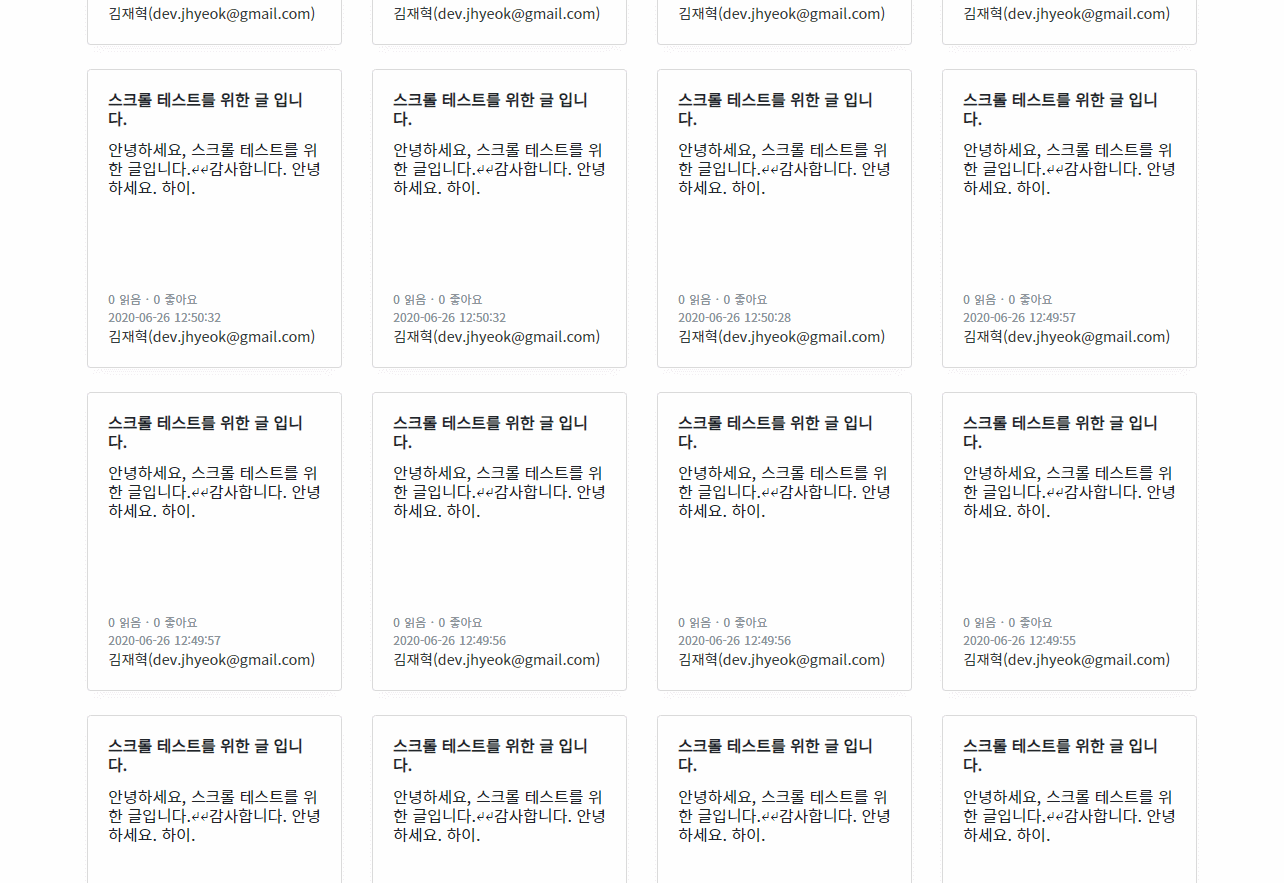 김재혁(dev.jhyeok@gmail.com)
김재혁(dev.jhyeok@gmail.com)
김재혁(dev.jhyeok@gmail.com)
김재혁(dev.jhyeok@gmail.com)
스크롤 테스트를 위한 글 입니
다.
안녕하세요, 스크롤 테스트를 위
한 글입니다.↵↵감사합니다. 안녕
하세요. 하이.
0 읽음 · 0 좋아요
2020-06-26 12:50:32
김재혁(dev.jhyeok@gmail.com)
스크롤 테스트를 위한 글 입니
다.
안녕하세요, 스크롤 테스트를 위
한 글입니다.↵↵감사합니다. 안녕
하세요. 하이.
0 읽음 · 0 좋아요
2020-06-26 12:50:32
김재혁(dev.jhyeok@gmail.com)
스크롤 테스트를 위한 글 입니
다.
안녕하세요, 스크롤 테스트를 위
한 글입니다.↵↵감사합니다. 안녕
하세요. 하이.
0 읽음 · 0 좋아요
2020-06-26 12:50:28
김재혁(dev.jhyeok@gmail.com)
스크롤 테스트를 위한 글 입니
다.
안녕하세요, 스크롤 테스트를 위
한 글입니다.↵↵감사합니다. 안녕
하세요. 하이.
0 읽음 · 0 좋아요
2020-06-26 12:49:57
김재혁(dev.jhyeok@gmail.com)
스크롤 테스트를 위한 글 입니
다.
안녕하세요, 스크롤 테스트를 위
한 글입니다.↵↵감사합니다. 안녕
하세요. 하이.
0 읽음 · 0 좋아요
2020-06-26 12:49:57
김재혁(dev.jhyeok@gmail.com)
스크롤 테스트를 위한 글 입니
다.
안녕하세요, 스크롤 테스트를 위
한 글입니다.↵↵감사합니다. 안녕
하세요. 하이.
0 읽음 · 0 좋아요
2020-06-26 12:49:56
김재혁(dev.jhyeok@gmail.com)
스크롤 테스트를 위한 글 입니
다.
안녕하세요, 스크롤 테스트를 위
한 글입니다.↵↵감사합니다. 안녕
하세요. 하이.
0 읽음 · 0 좋아요
2020-06-26 12:49:56
김재혁(dev.jhyeok@gmail.com)
스크롤 테스트를 위한 글 입니
다.
안녕하세요, 스크롤 테스트를 위
한 글입니다.↵↵감사합니다. 안녕
하세요. 하이.
0 읽음 · 0 좋아요
2020-06-26 12:49:55
김재혁(dev.jhyeok@gmail.com)
스크롤 테스트를 위한 글 입니
다.
안녕하세요, 스크롤 테스트를 위
한 글입니다.↵↵감사합니다. 안녕
하세요. 하이.
스크롤 테스트를 위한 글 입니
다.
안녕하세요, 스크롤 테스트를 위
한 글입니다.↵↵감사합니다. 안녕
하세요. 하이.
스크롤 테스트를 위한 글 입니
다.
안녕하세요, 스크롤 테스트를 위
한 글입니다.↵↵감사합니다. 안녕
하세요. 하이.
스크롤 테스트를 위한 글 입니
다.
안녕하세요, 스크롤 테스트를 위
한 글입니다.↵↵감사합니다. 안녕
하세요. 하이.